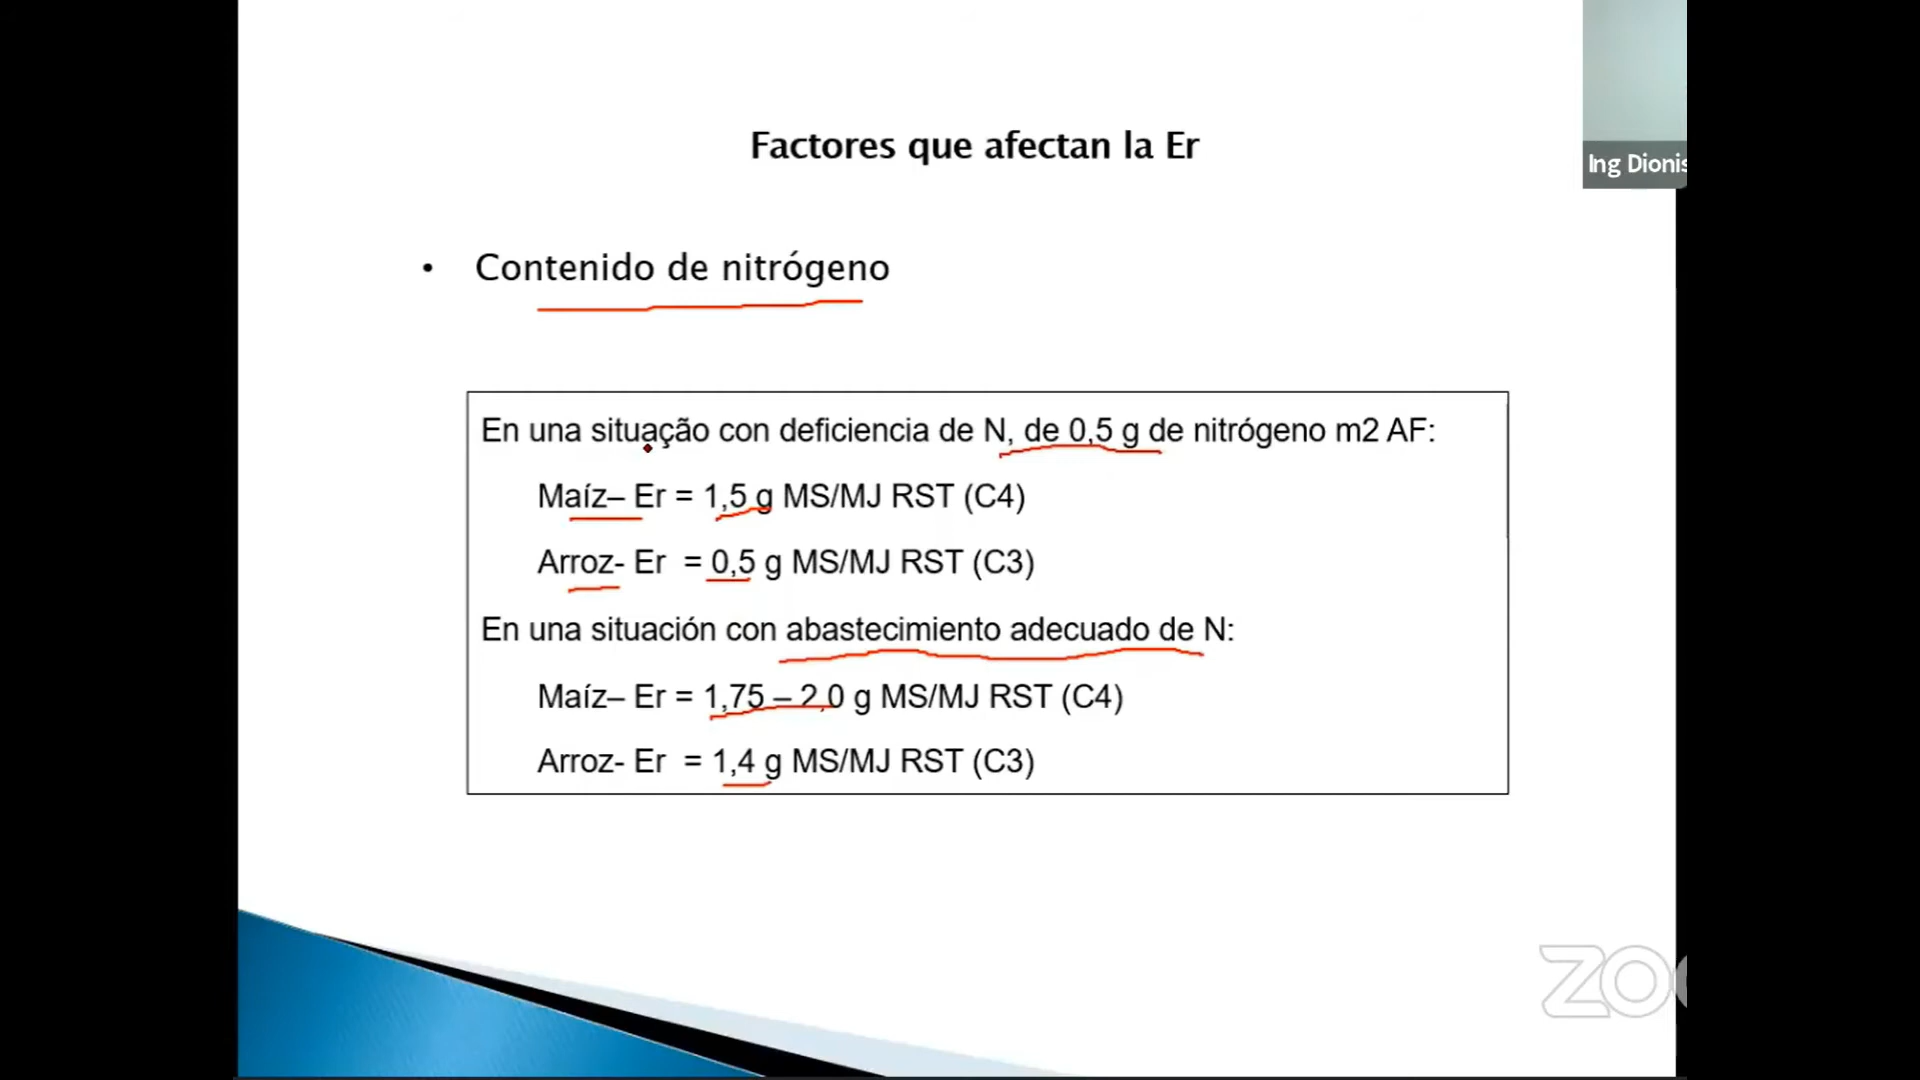 Factores que afectan la Er
Ing Dionis
• Contenido de nitrógeno
En una situação con deficiencia de N, de 0,5 g de nitrógeno m2 AF:
Maíz– Er = 1,5 g MS/MJ RST (C4)
Arroz- Er = 0,5 g MS/MJ RST (C3)
En una situación con abastecimiento adecuado de N:
Maíz– Er = 1,75 – 2,0 g MS/MJ RST (C4)
Arroz- Er = 1,4 g MS/MJ RST (C3)
ZO